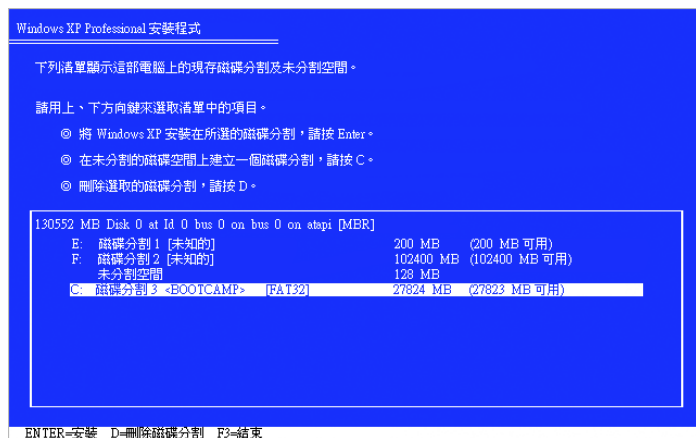 Windows XP Professional 安裝程式
下列清單顯示這部電腦上的現存磁碟分割及未分割空間。
請用上、下方向鍵來選取清單中的項目。
◎ 將 Windows XP 安裝在所選的磁碟分割，請按 Enter。
◎ 在未分割的磁碟空間上建立一個磁碟分割，請按 C。
◎ 刪除選取的磁碟分割，請按 D。
130552 MB Disk 0 at Id 0 bus 0 on bus 0 on atapi [MBR]
E: 磁碟分割 1 [未知的] 200 MB (200 MB 可用)
F: 磁碟分割 2 [未知的] 102400 MB (102400 MB 可用)
未分割空間 128 MB
C: 磁碟分割 3 <BOOTCAMP> [FAT32] 27824 MB (27823 MB 可用)
ENTER=安裝 D=刪除磁碟分割 F3=結束